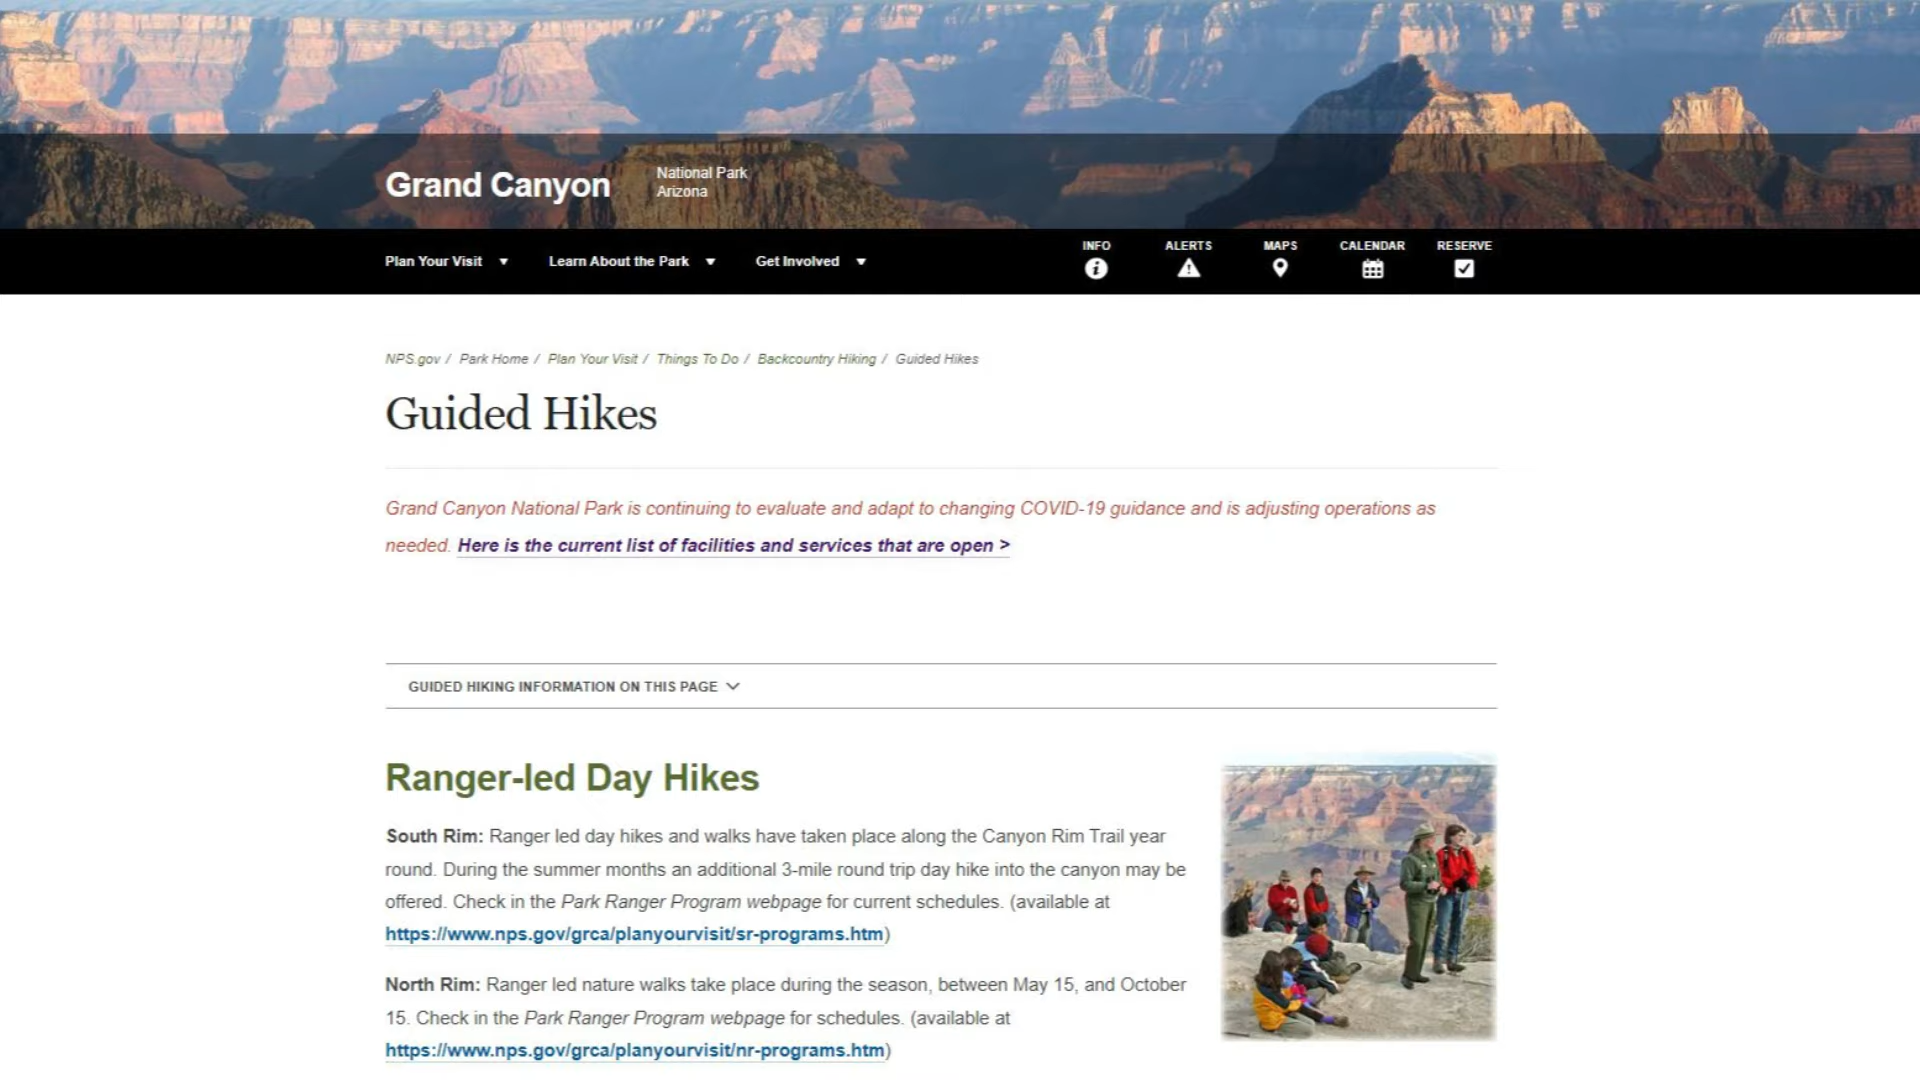 Grand Canyon
National Park
Arizona
Plan Your Visit
Learn About the Park
Get Involved
INFO
ALERTS
MAPS
CALENDAR
RESERVE
NPS.gov / Park Home / Plan Your Visit / Things To Do / Backcountry Hiking / Guided Hikes
Guided Hikes
Grand Canyon National Park is continuing to evaluate and adapt to changing COVID-19 guidance and is adjusting operations as
needed. Here is the current list of facilities and services that are open >
GUIDED HIKING INFORMATION ON THIS PAGE
Ranger-led Day Hikes
South Rim: Ranger led day hikes and walks have taken place along the Canyon Rim Trail year
round. During the summer months an additional 3-mile round trip day hike into the canyon may be
offered. Check in the Park Ranger Program webpage for current schedules. (available at
https://www.nps.gov/grca/planyourvisit/sr-programs.htm)
North Rim: Ranger led nature walks take place during the season, between May 15, and October
15. Check in the Park Ranger Program webpage for schedules. (available at
https://www.nps.gov/grca/planyourvisit/nr-programs.htm)